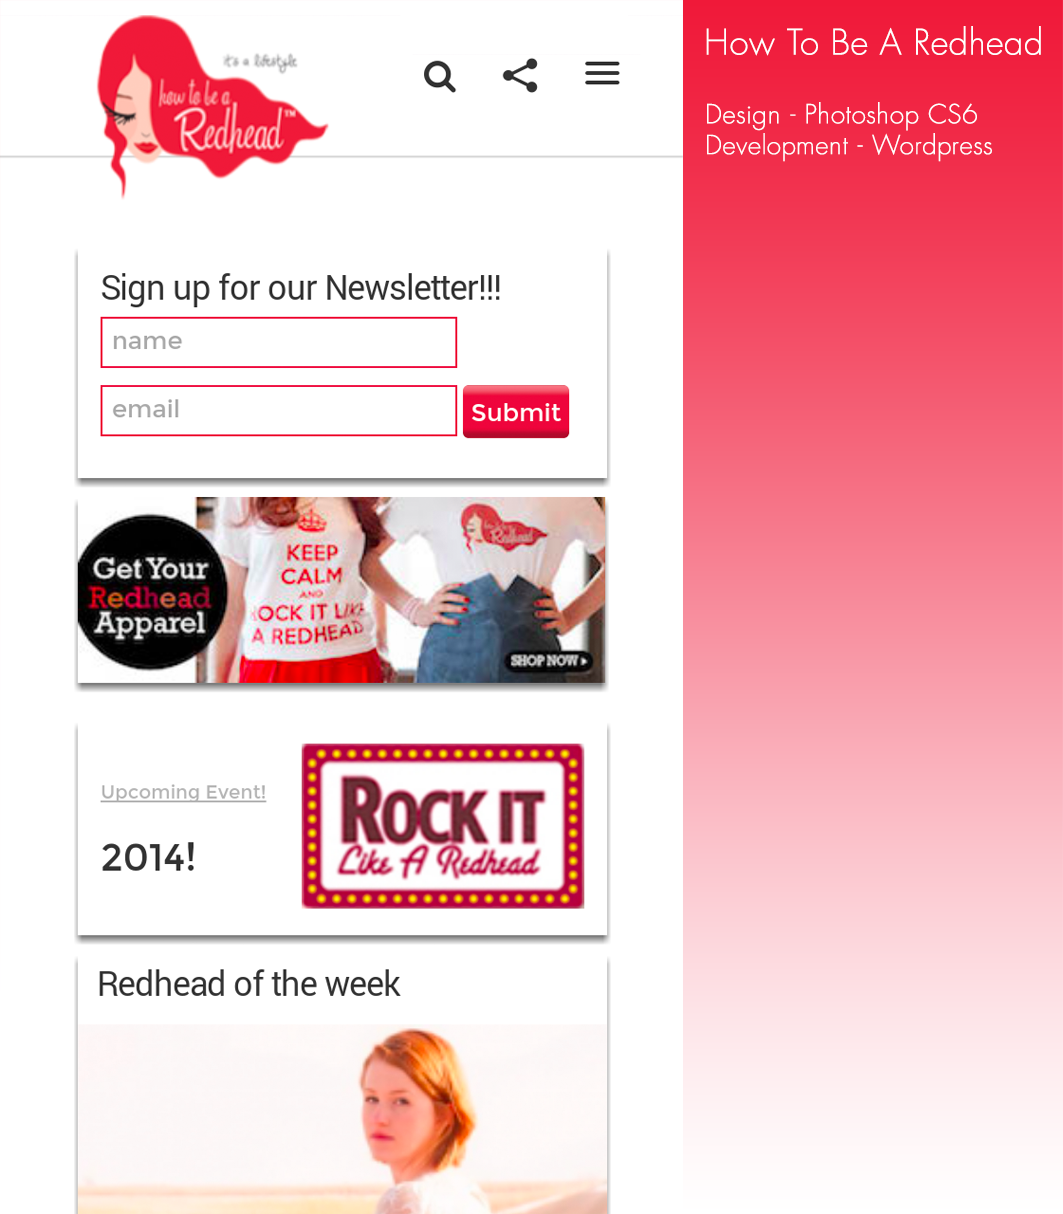 it's a lifestyle
how to be a
Redhead™
How To Be A Redhead
Design - Photoshop CS6
Development - Wordpress
Sign up for our Newsletter!!!
name
email
Submit
Get Your
Redhead
Apparel
KEEP
CALM
AND
ROCK IT LIKE
A REDHEAD
Redhead
SHOP NOW
Upcoming Event!
2014!
ROCK IT
Like A Redhead
Redhead of the week